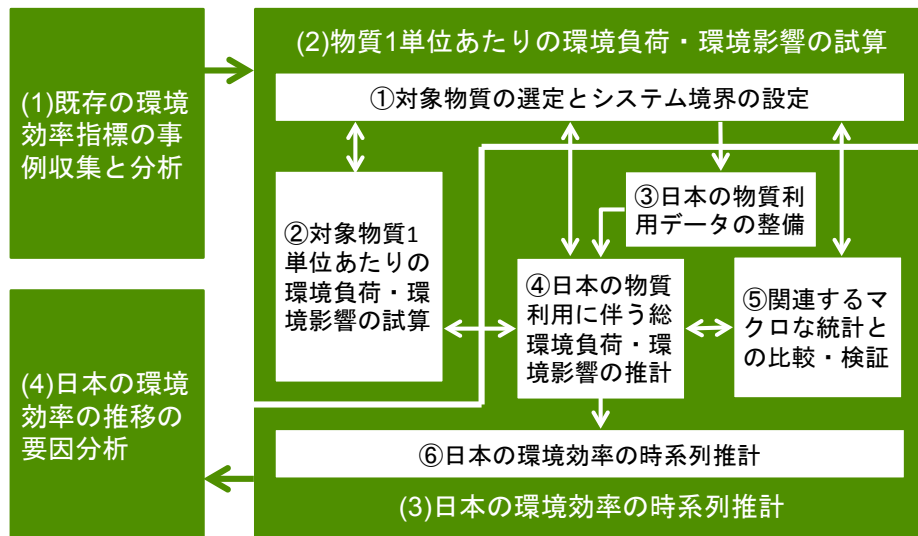 (1)既存の環境
効率指標の事
例収集と分析
(2)物質1単位あたりの環境負荷・環境影響の試算
①対象物質の選定とシステム境界の設定
②対象物質1
単位あたりの
環境負荷・環
境影響の試算
③日本の物質利
用データの整備
④日本の物質
利用に伴う総
環境負荷・環
境影響の推計
⑤関連するマ
クロな統計と
の比較・検証
⑥日本の環境効率の時系列推計
(3)日本の環境効率の時系列推計
(4)日本の環境
効率の推移の
要因分析